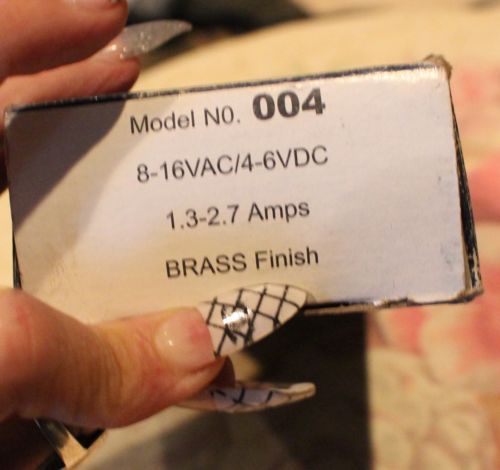 Model N0. 004
8-16VAC/4-6VDC
1.3-2.7 Amps
BRASS Finish